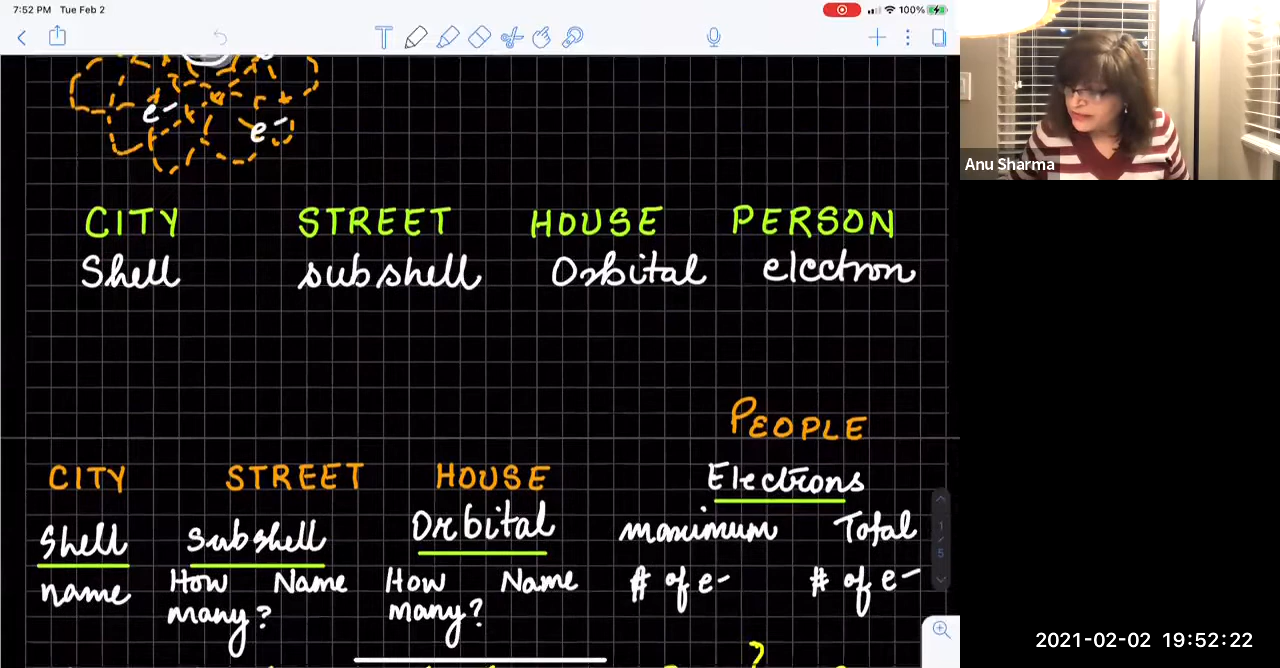 7:52 PM Tue Feb 2
100%
T
e-
e-
Anu Sharma
CITY STREET HOUSE PERSON
Shell subshell Orbital electron
PEOPLE
CITY STREET HOUSE Electrons
Shell Subshell Orbital maximum Total
name How many? Name How many? Name # of e- # of e-
1/5
?
2021-02-02 19:52:22